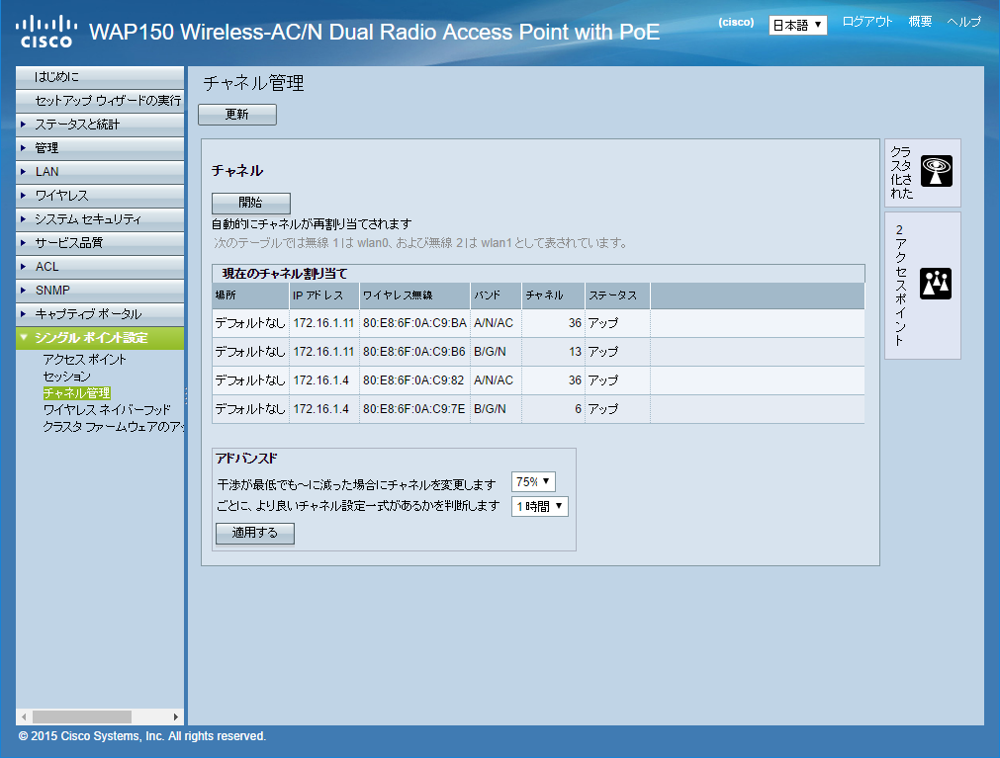 CISCO
WAP150 Wireless-AC/N Dual Radio Access Point with PoE
(cisco) 日本語 ログアウト 概要 ヘルプ
はじめに
セットアップ ウィザードの実行
ステータスと統計
管理
LAN
ワイヤレス
システム セキュリティ
サービス品質
ACL
SNMP
キャプティブ ポータル
シングル ポイント設定
アクセス ポイント
セッション
チャネル管理
ワイヤレス ネイバーフッド
クラスタ ファームウェアのア
チャネル管理
更新
チャネル
開始
自動的にチャネルが再割り当てされます
次のテーブルでは無線 1 は wlan0、および無線 2 は wlan1 として表されています。
現在のチャネル割り当て
場所 IP アドレス ワイヤレス無線 バンド チャネル ステータス
デフォルトなし 172.16.1.11 80:E8:6F:0A:C9:BA A/N/AC 36 アップ
デフォルトなし 172.16.1.11 80:E8:6F:0A:C9:B6 B/G/N 13 アップ
デフォルトなし 172.16.1.4 80:E8:6F:0A:C9:82 A/N/AC 36 アップ
デフォルトなし 172.16.1.4 80:E8:6F:0A:C9:7E B/G/N 6 アップ
アドバンスド
干渉が最低でも～に減った場合にチャネルを変更します 75%
ごとに、より良いチャネル設定一式があるかを判断します 1 時間
適用する
クラスタ化された
2 アクセスポイント
© 2015 Cisco Systems, Inc. All rights reserved.